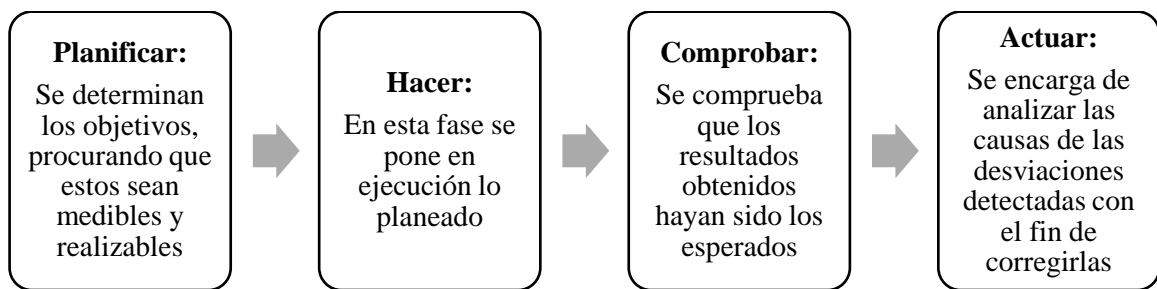 Planificar:
Se determinan
los objetivos,
procurando que
estos sean
medibles y
realizables
Hacer:
En esta fase se
pone en
ejecución lo
planeado
Comprobar:
Se comprueba
que los
resultados
obtenidos
hayan sido los
esperados
Actuar:
Se encarga de
analizar las
causas de las
desviaciones
detectadas con
el fin de
corregirlas